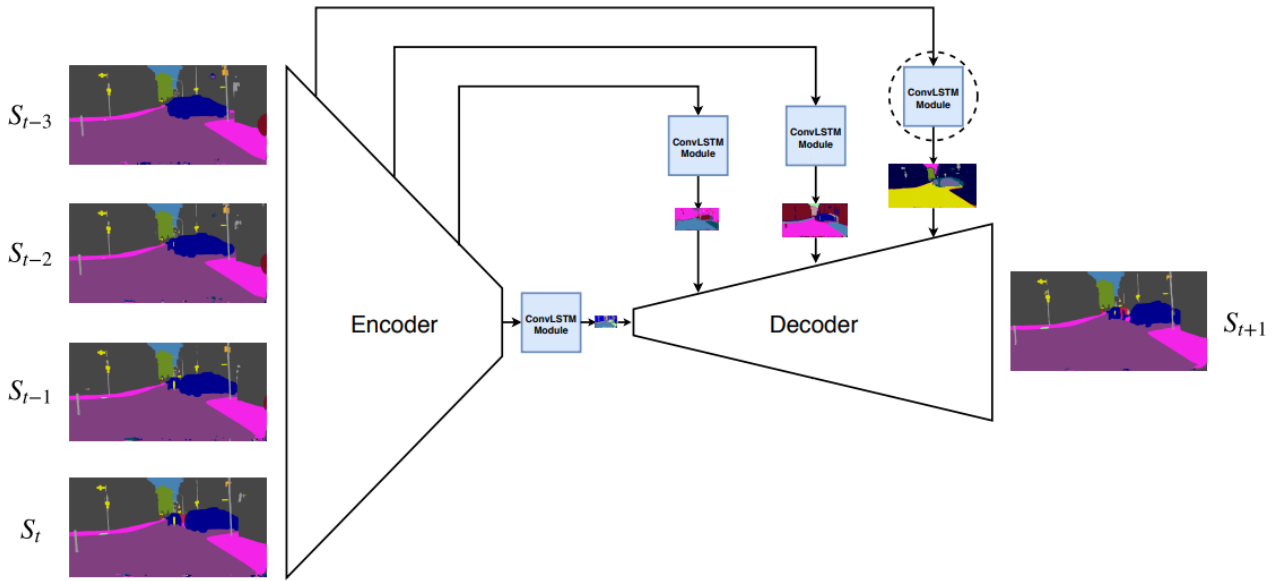 S_{t−3}
S_{t−2}
S_{t−1}
S_t
Encoder
ConvLSTM
Module
ConvLSTM
Module
ConvLSTM
Module
ConvLSTM
Module
Decoder
S_{t+1}